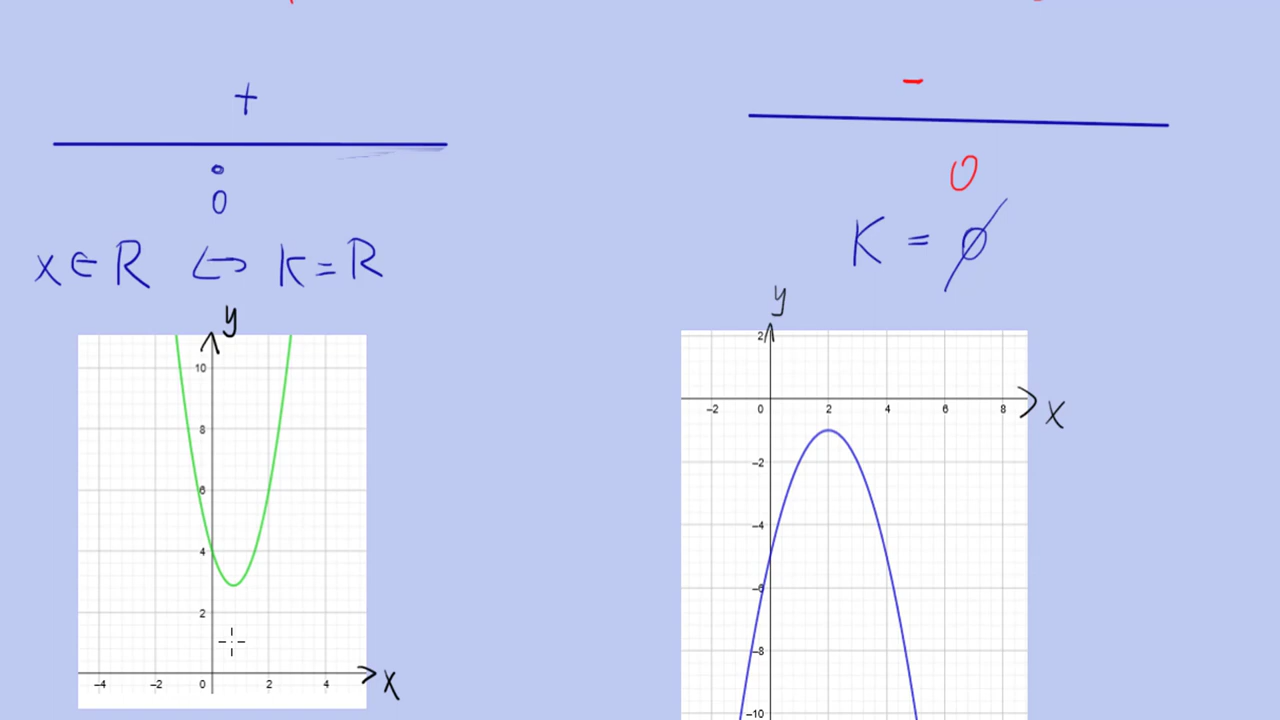 +
0
x ∈ R ⇔ K = R
y
10
8
6
4
2
-4 -2 0 2 4
x
-
0
K = ∅
y
2
-2 0 2 4 6 8
x
-2
-4
-6
-8
-10